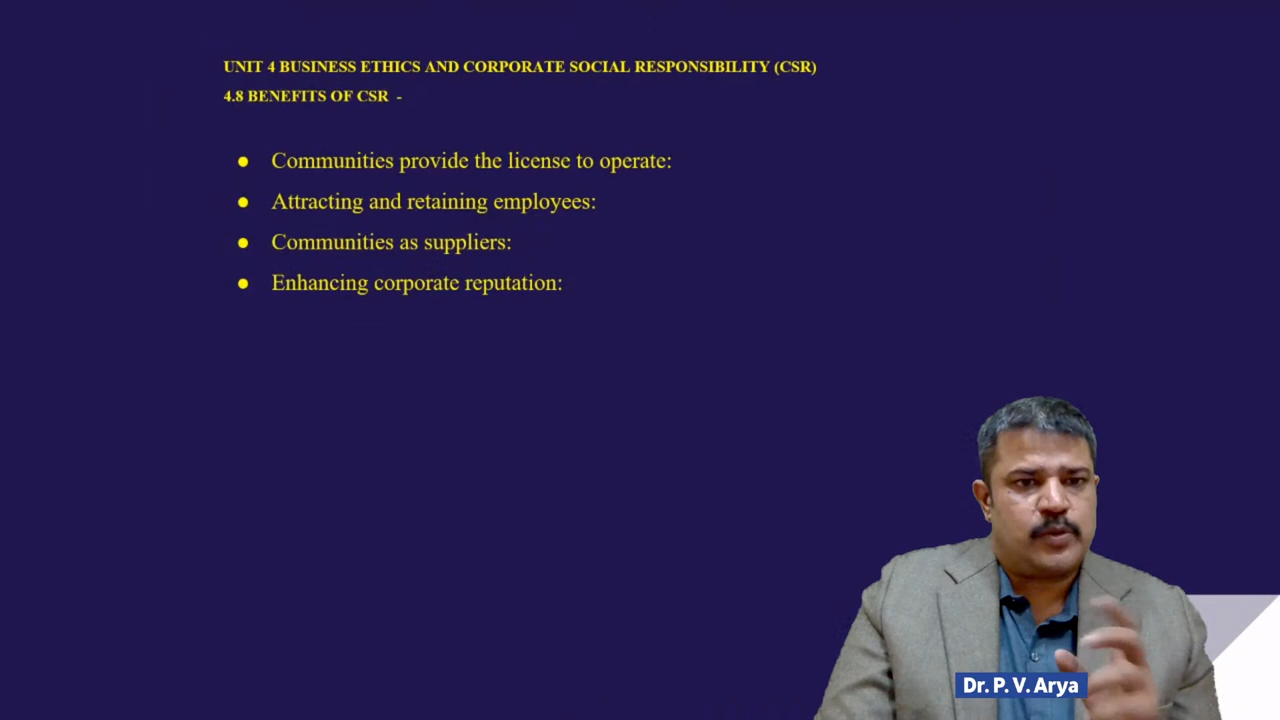 UNIT 4 BUSINESS ETHICS AND CORPORATE SOCIAL RESPONSIBILITY (CSR)
4.8 BENEFITS OF CSR -
● Communities provide the license to operate:
● Attracting and retaining employees:
● Communities as suppliers:
● Enhancing corporate reputation:
Dr. P. V. Arya